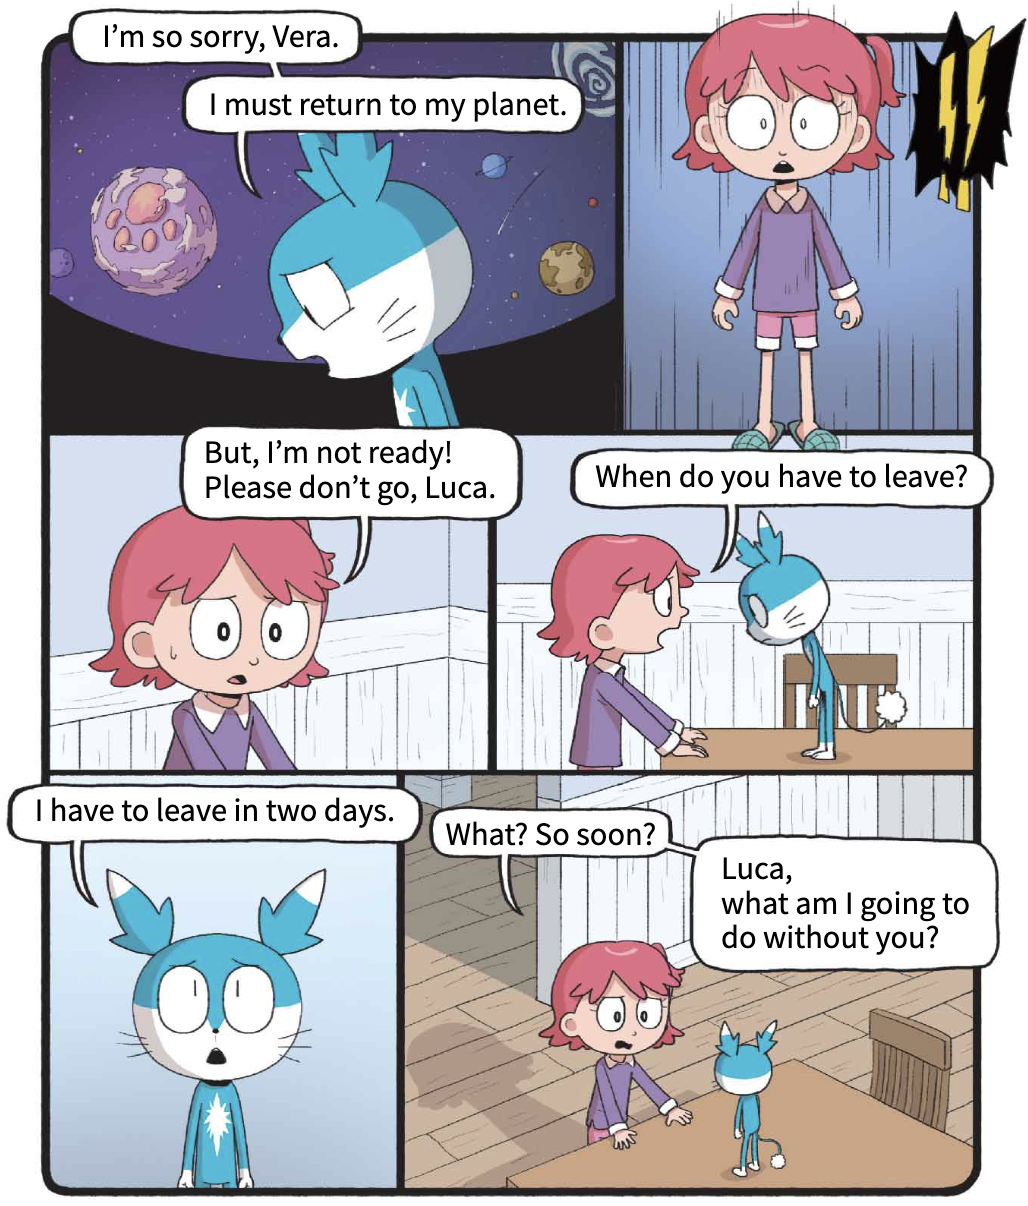 I'm so sorry, Vera.
I must return to my planet.
But, I'm not ready!
Please don't go, Luca.
When do you have to leave?
I have to leave in two days.
What? So soon?
Luca,
what am I going to
do without you?